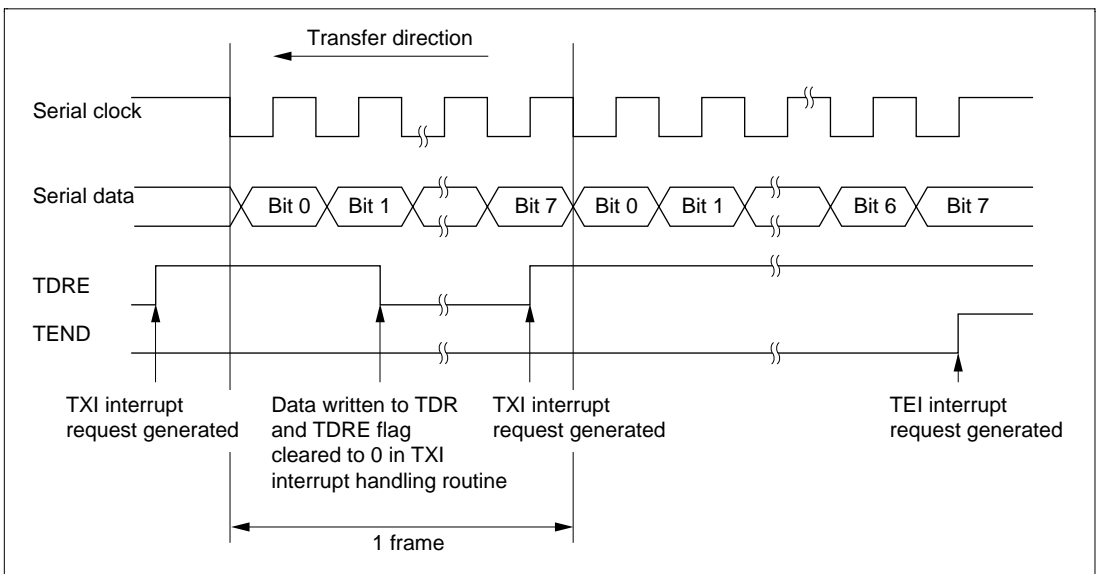 Transfer direction
Serial clock
Serial data
Bit 0
Bit 1
Bit 7
Bit 0
Bit 1
Bit 6
Bit 7
TDRE
TEND
TXI interrupt
request generated
Data written to TDR
and TDRE flag
cleared to 0 in TXI
interrupt handling routine
TXI interrupt
request generated
TEI interrupt
request generated
1 frame